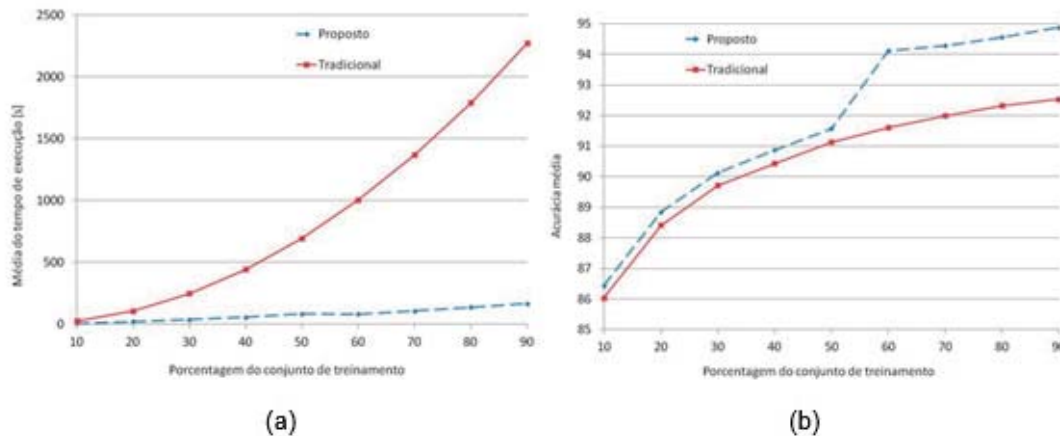 2500
2000
1500
1000
500
0
Média do tempo de execução [s]
Proposto
Tradicional
10 20 30 40 50 60 70 80 90
Porcentagem do conjunto de treinamento
(a)
95
94
93
92
91
90
89
88
87
86
85
Acurácia média
Proposto
Tradicional
10 20 30 40 50 60 70 80 90
Porcentagem do conjunto de treinamento
(b)